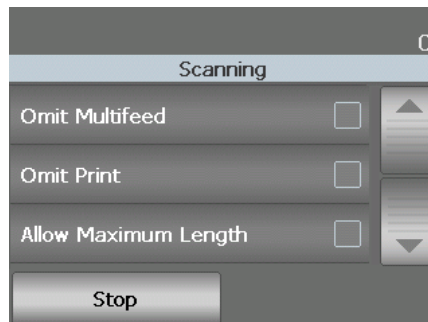 Scanning
Omit Multifeed
Omit Print
Allow Maximum Length
Stop